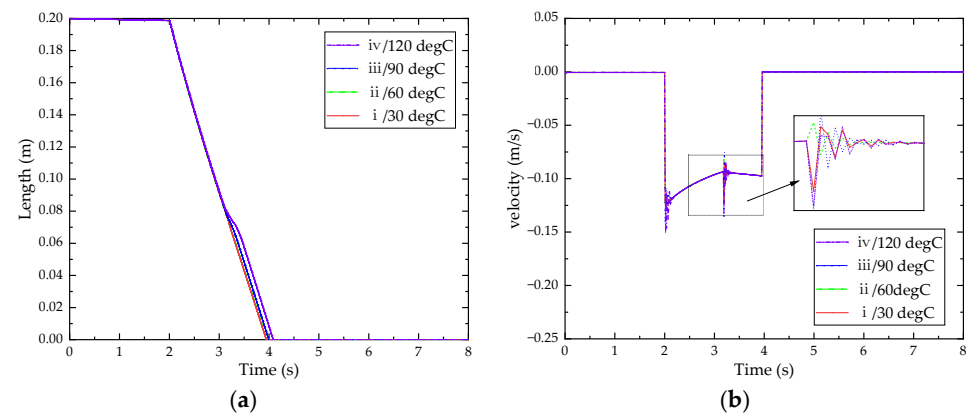 0.20
0.18
0.16
0.14
0.12
0.10
0.08
0.06
0.04
0.02
0.00
Length (m)
iv/120 degC
iii/90 degC
ii/60 degC
i /30 degC
0 1 2 3 4 5 6 7 8
Time (s)
(a)
0.05
0.00
−0.05
−0.10
−0.15
−0.20
−0.25
velocity (m/s)
iv/120 degC
iii/90 degC
ii/60degC
i /30 degC
0 1 2 3 4 5 6 7 8
Time (s)
(b)